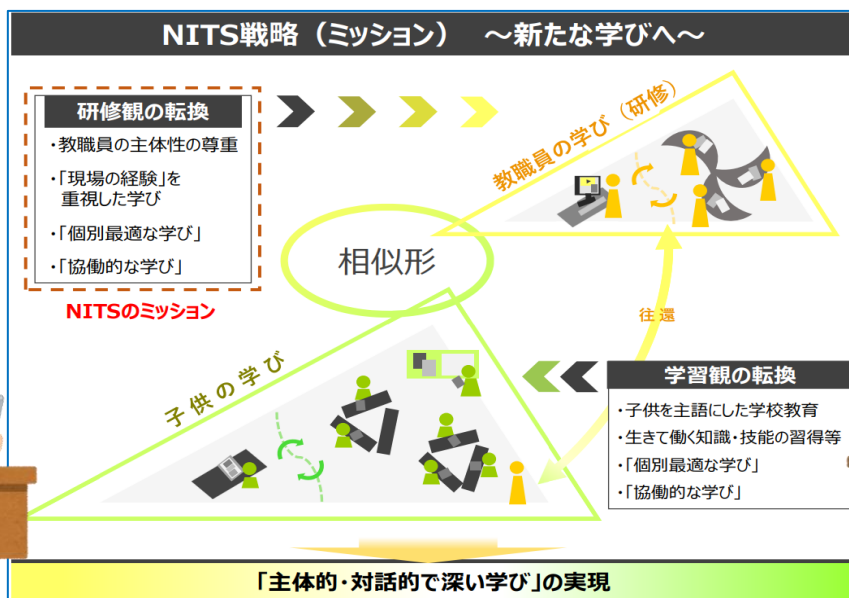 NITS戦略（ミッション）　～新たな学びへ～
研修観の転換
・教職員の主体性の尊重
・「現場の経験」を
重視した学び
・「個別最適な学び」
・「協働的な学び」
NITSのミッション
教職員の学び（研修）
相似形
往還
子供の学び
学習観の転換
・子供を主語にした学校教育
・生きて働く知識・技能の習得等
・「個別最適な学び」
・「協働的な学び」
「主体的・対話的で深い学び」の実現